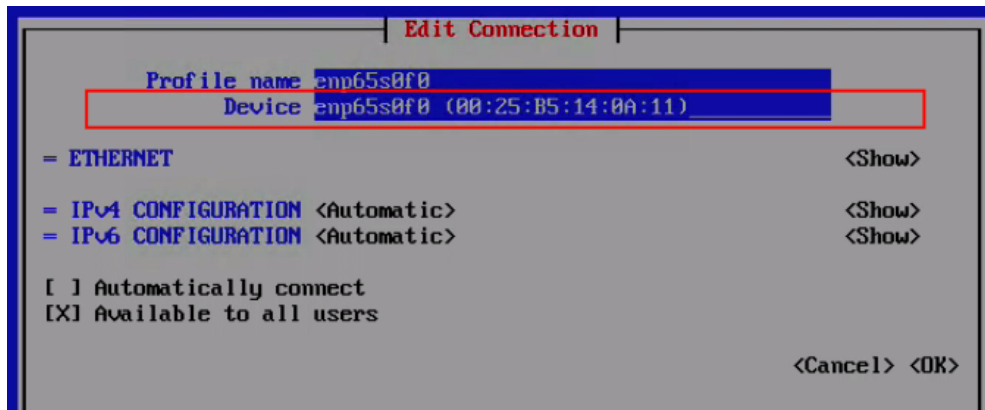 Edit Connection
Profile name enp65s0f0
Device enp65s0f0 (00:25:B5:14:0A:11)
= ETHERNET <Show>
= IPv4 CONFIGURATION <Automatic> <Show>
= IPv6 CONFIGURATION <Automatic> <Show>
[ ] Automatically connect
[X] Available to all users
<Cancel> <OK>